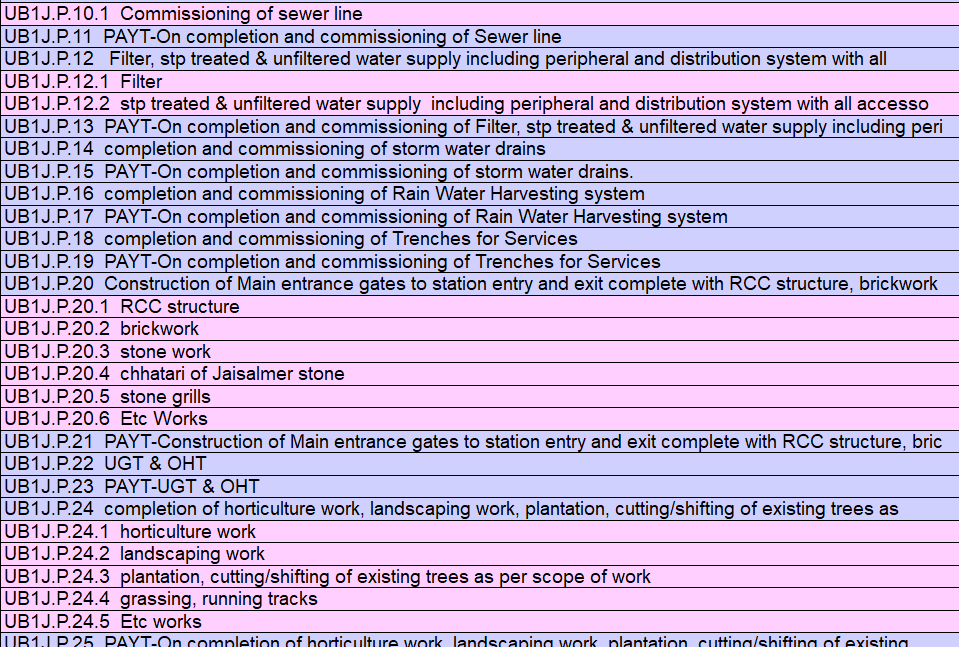 UB1J.P.10.1 Commissioning of sewer line
UB1J.P.11 PAYT-On completion and commissioning of Sewer line
UB1J.P.12 Filter, stp treated & unfiltered water supply including peripheral and distribution system with all
UB1J.P.12.1 Filter
UB1J.P.12.2 stp treated & unfiltered water supply including peripheral and distribution system with all accesso
UB1J.P.13 PAYT-On completion and commissioning of Filter, stp treated & unfiltered water supply including peri
UB1J.P.14 completion and commissioning of storm water drains
UB1J.P.15 PAYT-On completion and commissioning of storm water drains.
UB1J.P.16 completion and commissioning of Rain Water Harvesting system
UB1J.P.17 PAYT-On completion and commissioning of Rain Water Harvesting system
UB1J.P.18 completion and commissioning of Trenches for Services
UB1J.P.19 PAYT-On completion and commissioning of Trenches for Services
UB1J.P.20 Construction of Main entrance gates to station entry and exit complete with RCC structure, brickwork
UB1J.P.20.1 RCC structure
UB1J.P.20.2 brickwork
UB1J.P.20.3 stone work
UB1J.P.20.4 chhatari of Jaisalmer stone
UB1J.P.20.5 stone grills
UB1J.P.20.6 Etc Works
UB1J.P.21 PAYT-Construction of Main entrance gates to station entry and exit complete with RCC structure, bric
UB1J.P.22 UGT & OHT
UB1J.P.23 PAYT-UGT & OHT
UB1J.P.24 completion of horticulture work, landscaping work, plantation, cutting/shifting of existing trees as
UB1J.P.24.1 horticulture work
UB1J.P.24.2 landscaping work
UB1J.P.24.3 plantation, cutting/shifting of existing trees as per scope of work
UB1J.P.24.4 grassing, running tracks
UB1J.P.24.5 Etc works
UB1J.P.25 PAYT-On completion of horticulture work, landscaping work, plantation, cutting/shifting of existing